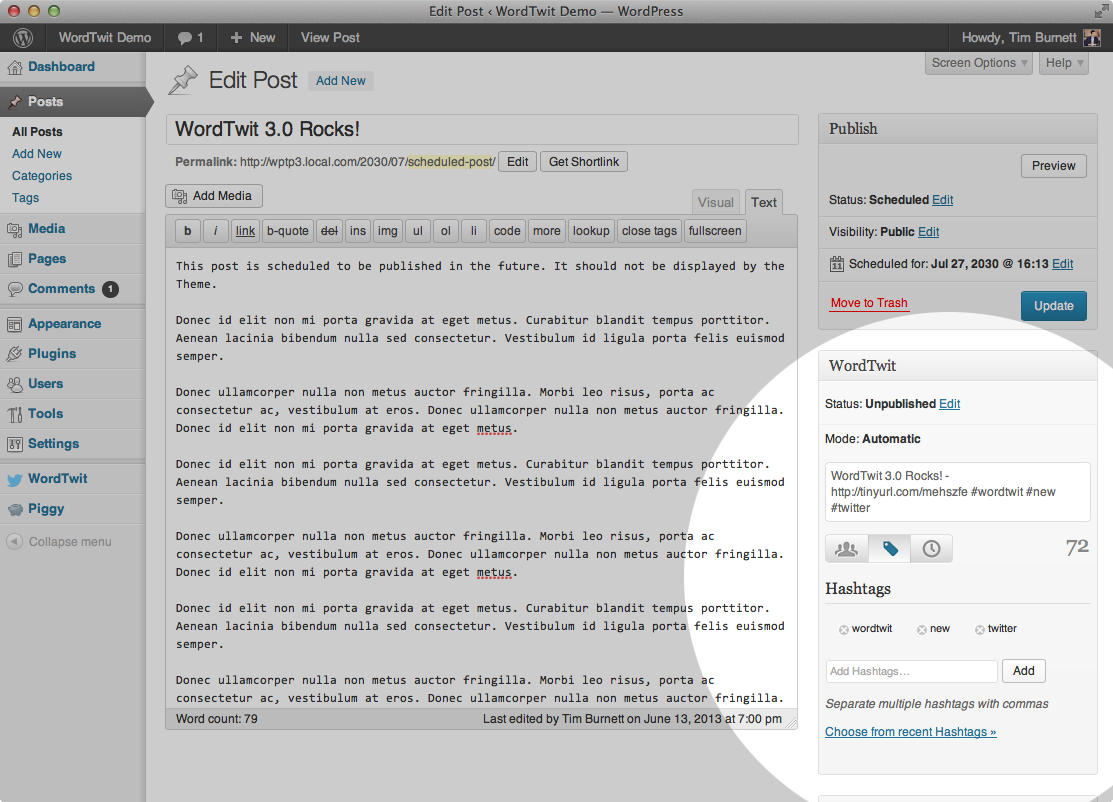 Edit Post ‹ WordTwit Demo — WordPress
WordTwit Demo 1 New View Post Howdy, Tim Burnett
Screen Options Help
Dashboard
Posts
All Posts
Add New
Categories
Tags
Media
Pages
Comments 1
Appearance
Plugins
Users
Tools
Settings
WordTwit
Piggy
Collapse menu
Edit Post Add New
WordTwit 3.0 Rocks!
Permalink: http://wptp3.local.com/2030/07/scheduled-post/ Edit Get Shortlink
Add Media
Visual Text
b i link b-quote del ins img ul ol li code more lookup close tags fullscreen
This post is scheduled to be published in the future. It should not be displayed by the
Theme.
Donec id elit non mi porta gravida at eget metus. Curabitur blandit tempus porttitor.
Aenean lacinia bibendum nulla sed consectetur. Vestibulum id ligula porta felis euismod
semper.
Donec ullamcorper nulla non metus auctor fringilla. Morbi leo risus, porta ac
consectetur ac, vestibulum at eros. Donec ullamcorper nulla non metus auctor fringilla.
Donec id elit non mi porta gravida at eget metus.
Donec id elit non mi porta gravida at eget metus. Curabitur blandit tempus porttitor.
Aenean lacinia bibendum nulla sed consectetur. Vestibulum id ligula porta felis euismod
semper.
Donec ullamcorper nulla non metus auctor fringilla. Morbi leo risus, porta ac
consectetur ac, vestibulum at eros. Donec ullamcorper nulla non metus auctor fringilla.
Donec id elit non mi porta gravida at eget metus.
Donec id elit non mi porta gravida at eget metus. Curabitur blandit tempus porttitor.
Aenean lacinia bibendum nulla sed consectetur. Vestibulum id ligula porta felis euismod
semper.
Donec ullamcorper nulla non metus auctor fringilla. Morbi leo risus, porta ac
consectetur ac, vestibulum at eros. Donec ullamcorper nulla non metus auctor fringilla.
Word count: 79 Last edited by Tim Burnett on June 13, 2013 at 7:00 pm
Publish
Preview
Status: Scheduled Edit
Visibility: Public Edit
11 Scheduled for: Jul 27, 2030 @ 16:13 Edit
Move to Trash Update
WordTwit
Status: Unpublished Edit
Mode: Automatic
WordTwit 3.0 Rocks! -
http://tinyurl.com/mehszfe #wordtwit #new
#twitter
72
Hashtags
wordtwit new twitter
Add Hashtags… Add
Separate multiple hashtags with commas
Choose from recent Hashtags »